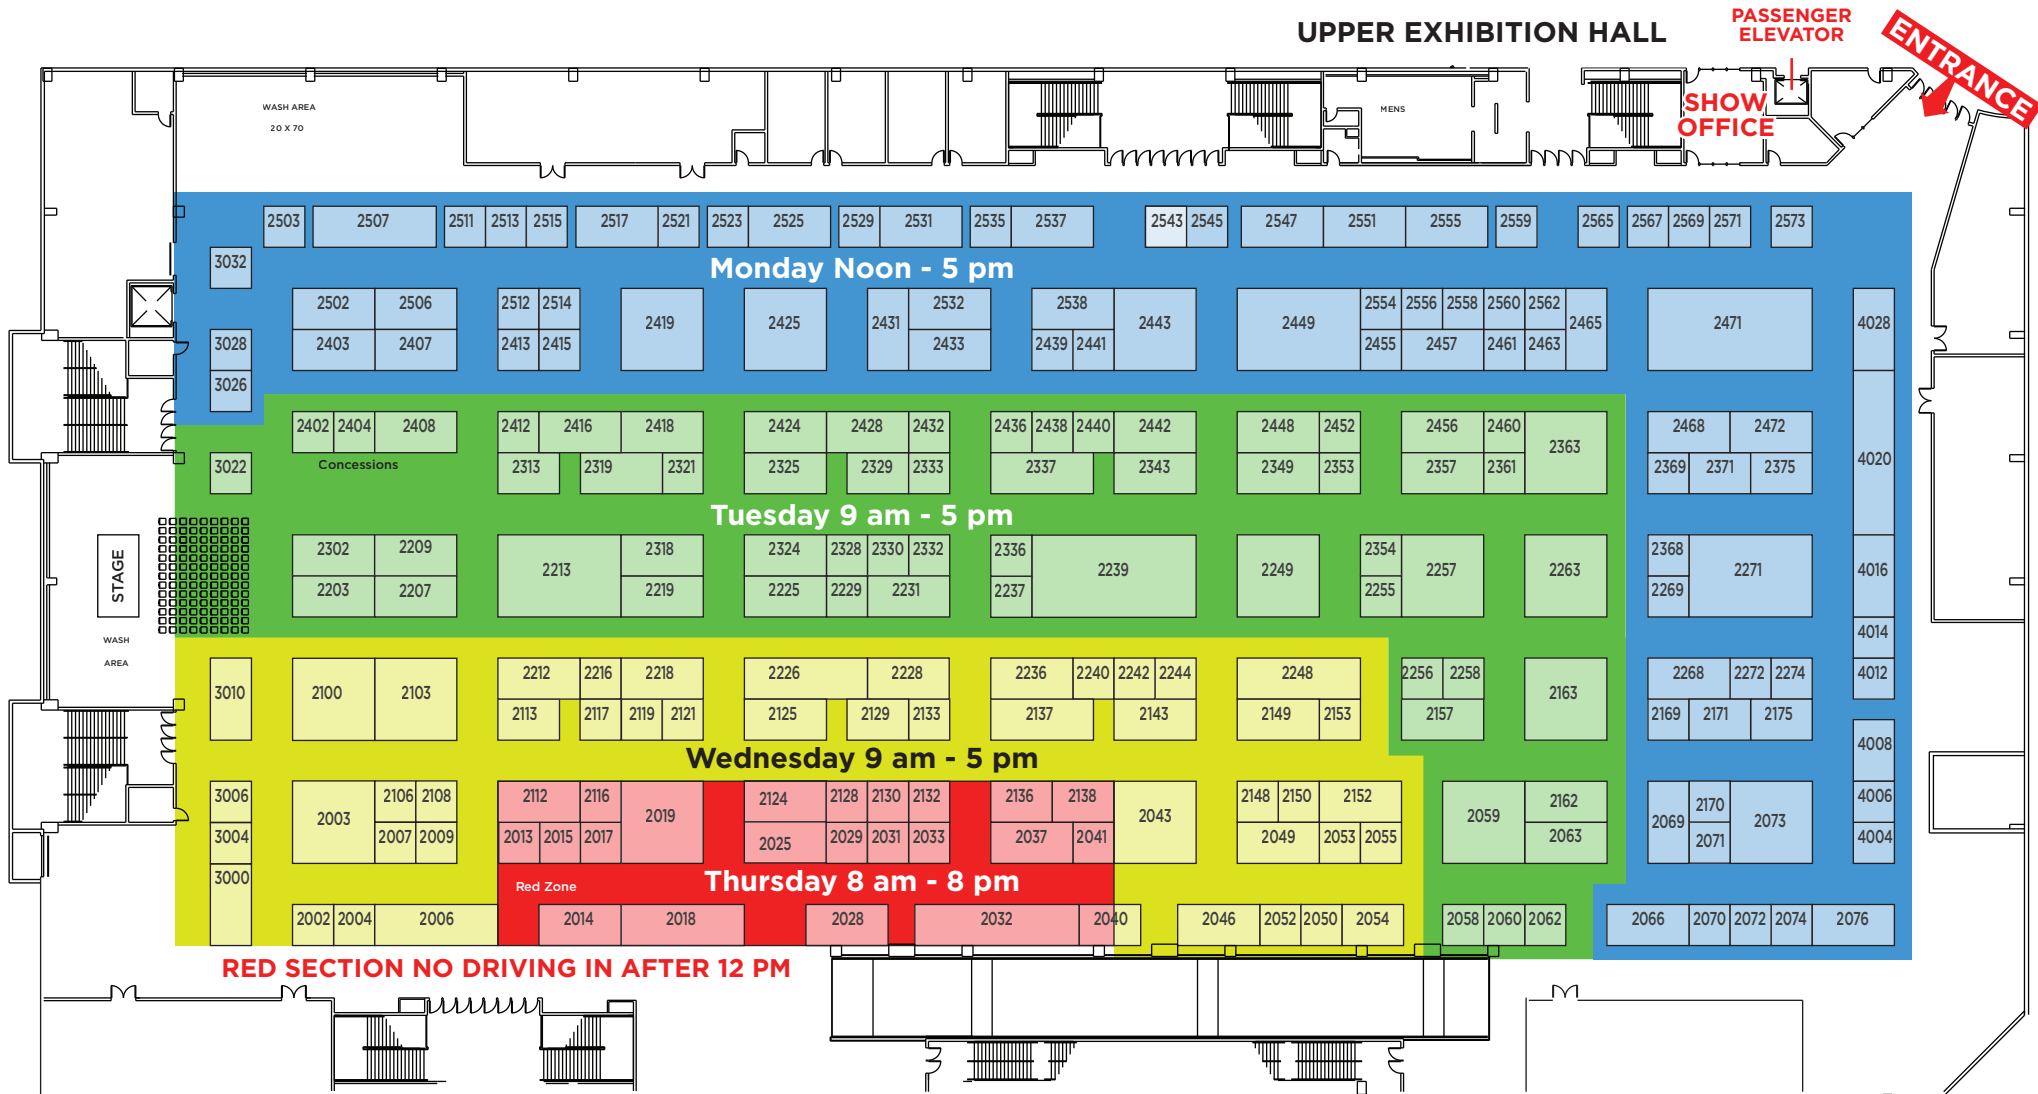 UPPER EXHIBITION HALL
PASSENGER
ELEVATOR
ENTRANCE
SHOW
OFFICE
WASH AREA
20 X 70
MENS
2503 2507 2511 2513 2515 2517 2521 2523 2525 2529 2531 2535 2537 2543 2545 2547 2551 2555 2559 2565 2567 2569 2571 2573
3032
Monday Noon - 5 pm
2502 2506 2512 2514 2532 2538 2554 2556 2558 2560 2562
2419 2425 2431 2443 2449 2465 2471 4028
3028 2403 2407 2413 2415 2433 2439 2441 2455 2457 2461 2463
3026
2402 2404 2408 2412 2416 2418 2424 2428 2432 2436 2438 2440 2442 2448 2452 2456 2460 2468 2472
2363
Concessions
3022 2313 2319 2321 2325 2329 2333 2337 2343 2349 2353 2357 2361 2369 2371 2375 4020
Tuesday 9 am - 5 pm
2302 2209 2318 2324 2328 2330 2332 2336 2354 2368
2213 2239 2249 2257 2263 2271 4016
2203 2207 2219 2225 2229 2231 2237 2255 2269
STAGE
WASH
AREA
4014
2212 2216 2218 2226 2228 2236 2240 2242 2244 2248 2256 2258 2268 2272 2274 4012
3010 2100 2103 2163
2113 2117 2119 2121 2125 2129 2133 2137 2143 2149 2153 2157 2169 2171 2175
4008
Wednesday 9 am - 5 pm
3006 2106 2108 2112 2116 2124 2128 2130 2132 2136 2138 2148 2150 2152 2162 2170 4006
2003 2019 2043 2059 2069 2073
3004 2007 2009 2013 2015 2017 2025 2029 2031 2033 2037 2041 2049 2053 2055 2063 2071 4004
3000
Red Zone
Thursday 8 am - 8 pm
2002 2004 2006 2014 2018 2028 2032 2040 2046 2052 2050 2054 2058 2060 2062 2066 2070 2072 2074 2076
RED SECTION NO DRIVING IN AFTER 12 PM